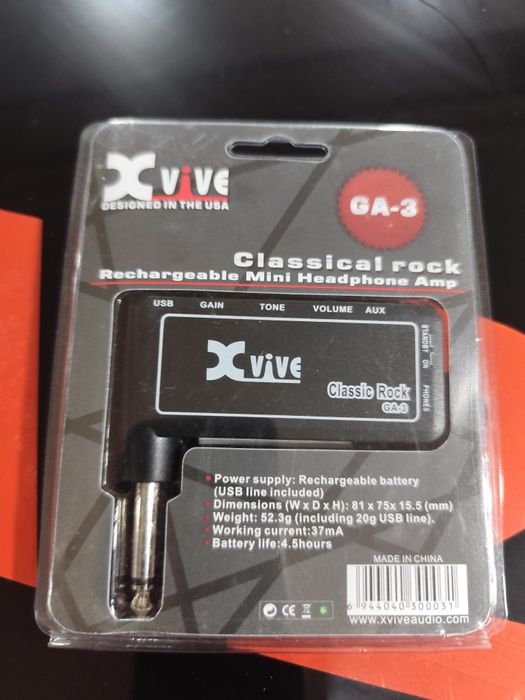 Xvive
DESIGNED IN THE USA
GA-3
Classical rock
Rechargeable Mini Headphone Amp
USB GAIN TONE VOLUME AUX
STANDBY ON PHONES
Xvive
Classic Rock
GA-3
• Power supply: Rechargeable battery
(USB line included)
• Dimensions (W x D x H): 81 x 75x 15.5 (mm)
• Weight: 52.3g (including 20g USB line).
• Working current:37mA
• Battery life:4.5hours
MADE IN CHINA
CE
6 944040 300031
www.xviveaudio.com